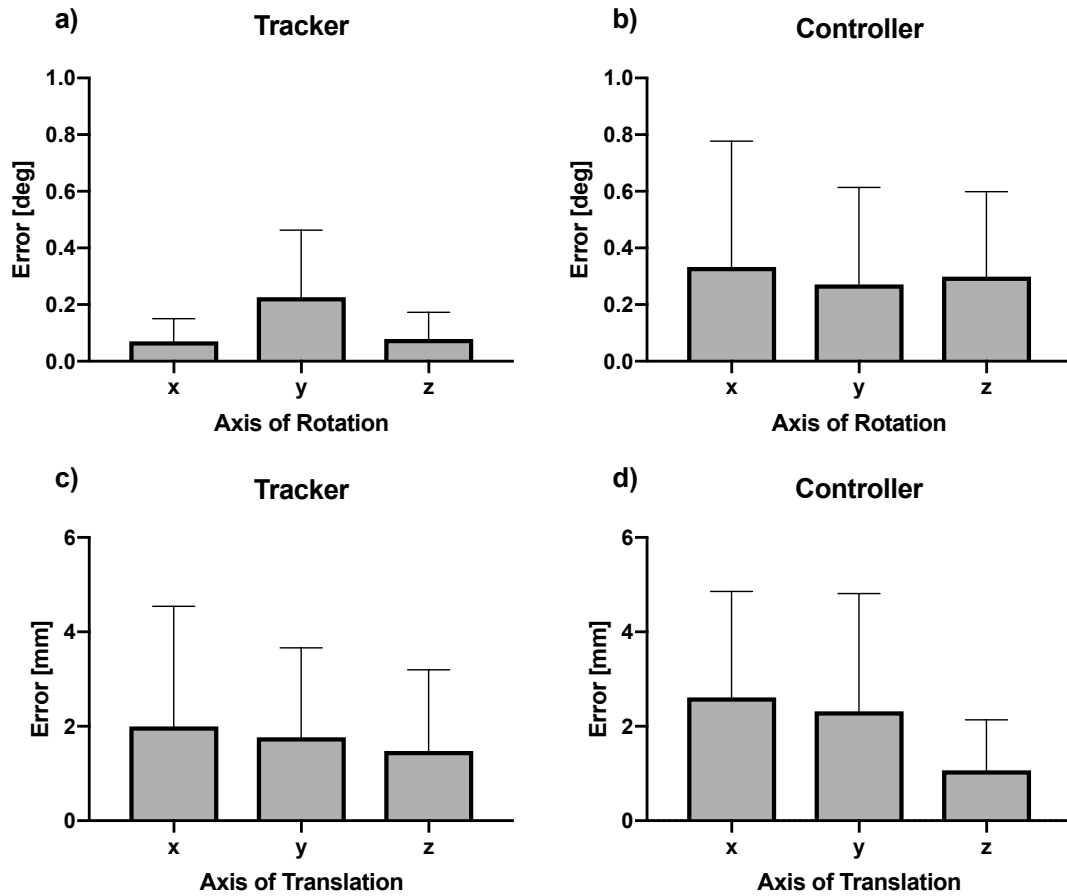 a)
Tracker
Error [deg]
1.0
0.8
0.6
0.4
0.2
0.0
x y z
Axis of Rotation
b)
Controller
Error [deg]
1.0
0.8
0.6
0.4
0.2
0.0
x y z
Axis of Rotation
c)
Tracker
Error [mm]
6
4
2
0
x y z
Axis of Translation
d)
Controller
Error [mm]
6
4
2
0
x y z
Axis of Translation